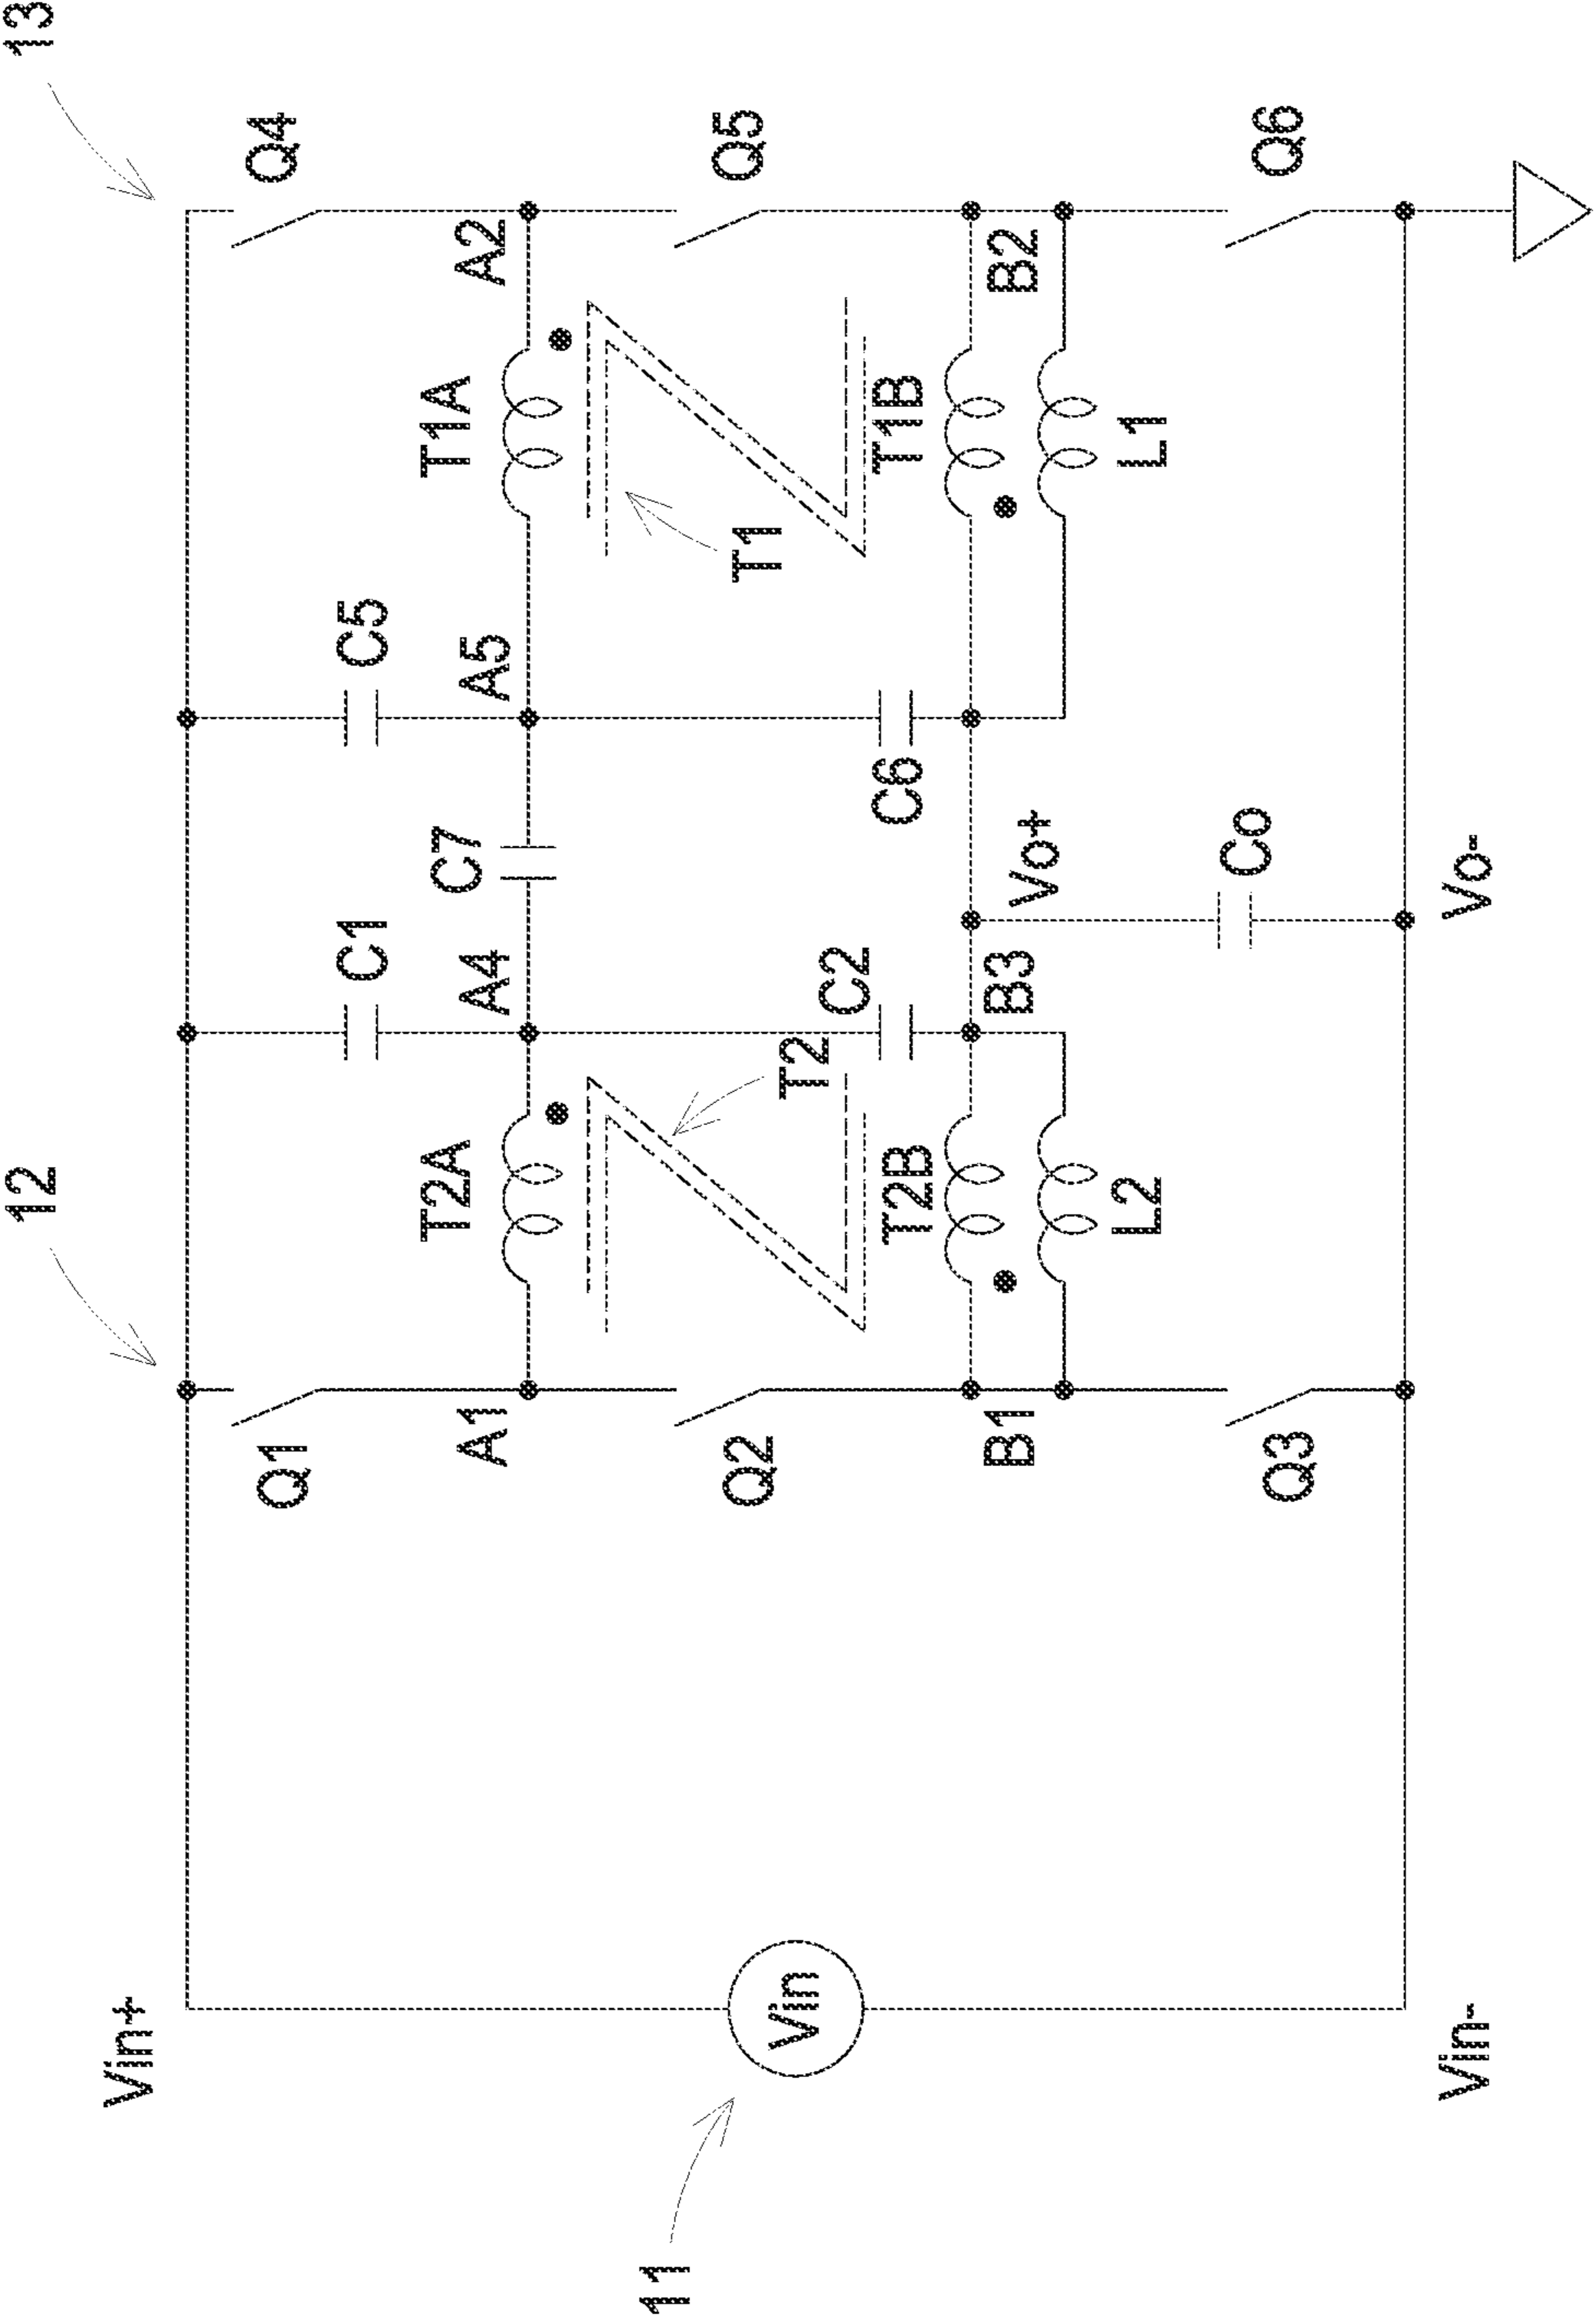 13
Q4
Q5
Q6
A2
B2
T1A
T1B
L1
T1
C5
A5
C6
C7
Vo+
Co
Vo-
C1
A4
C2
B3
T2
12
T2A
T2B
L2
Q1
A1
Q2
B1
Q3
Vin+
Vin
Vin-
11